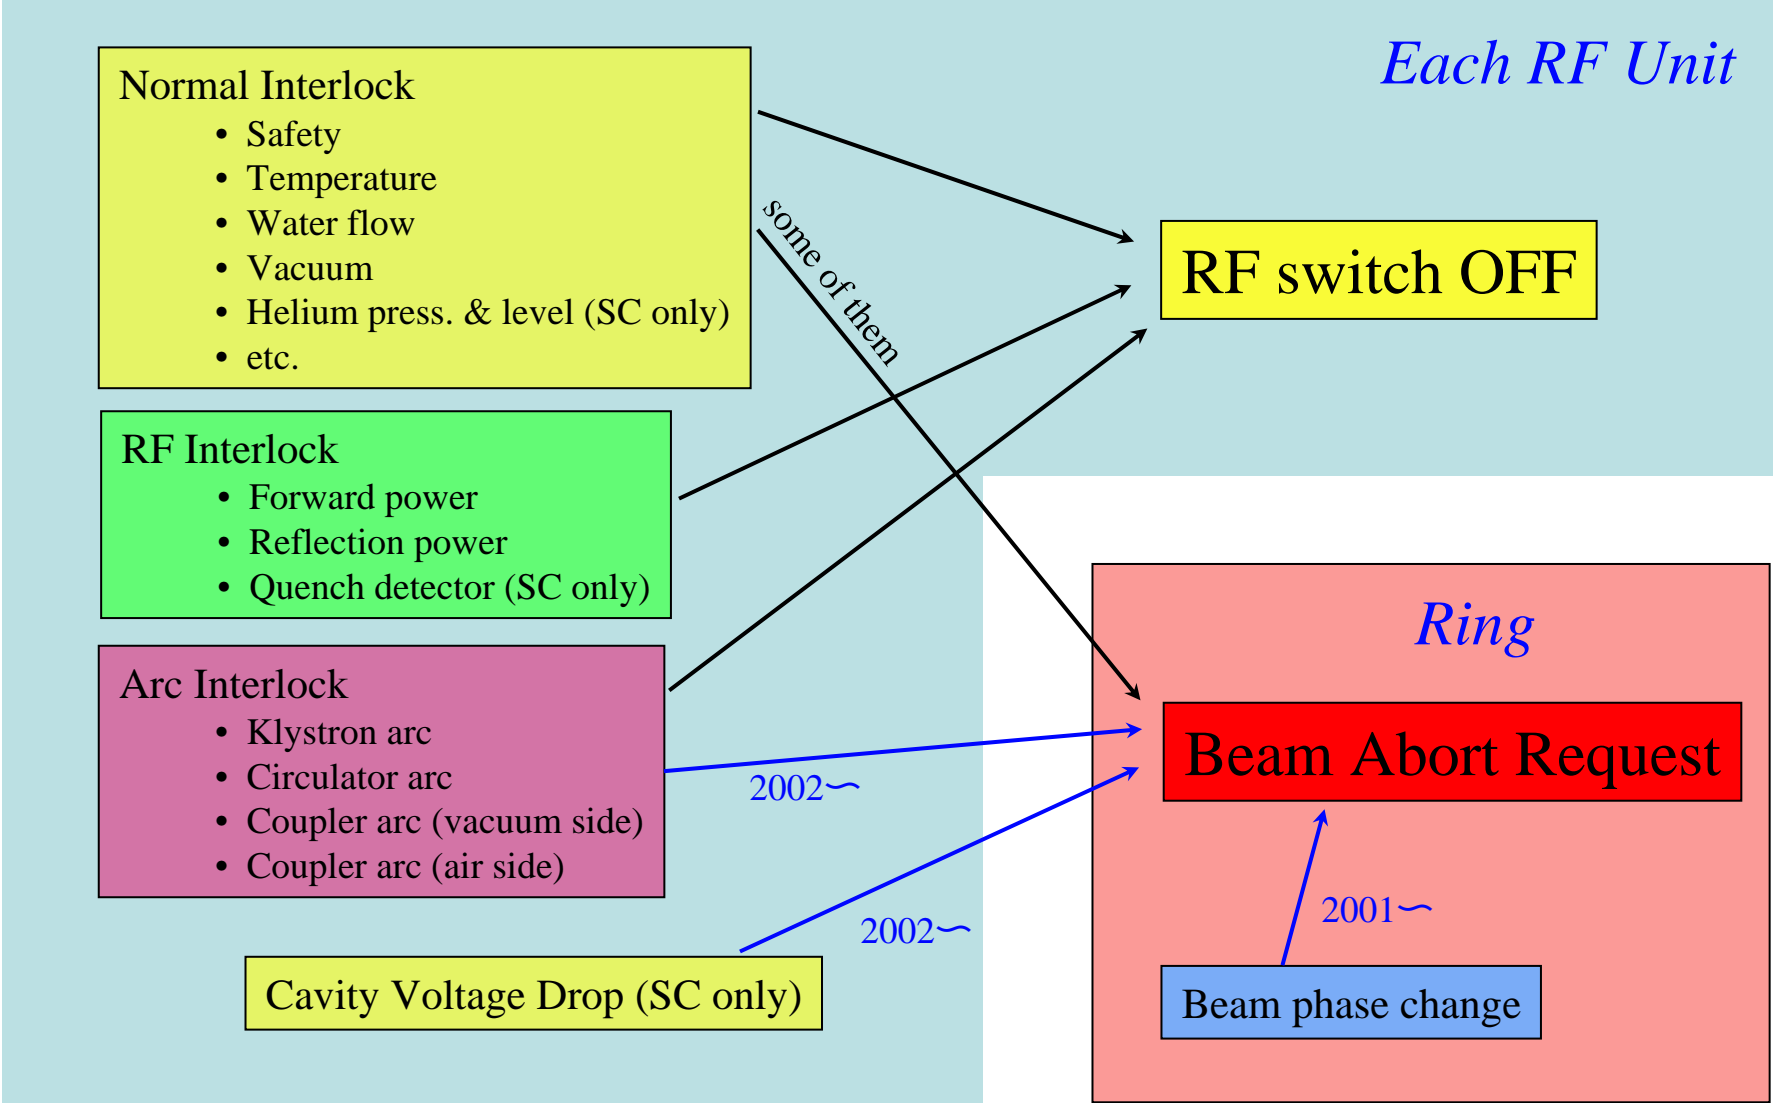 Each RF Unit
Normal Interlock
• Safety
• Temperature
• Water flow
• Vacuum
• Helium press. & level (SC only)
• etc.
some of them
RF switch OFF
RF Interlock
• Forward power
• Reflection power
• Quench detector (SC only)
Arc Interlock
• Klystron arc
• Circulator arc
• Coupler arc (vacuum side)
• Coupler arc (air side)
2002〜
Ring
Beam Abort Request
2001〜
2002〜
Cavity Voltage Drop (SC only)
Beam phase change